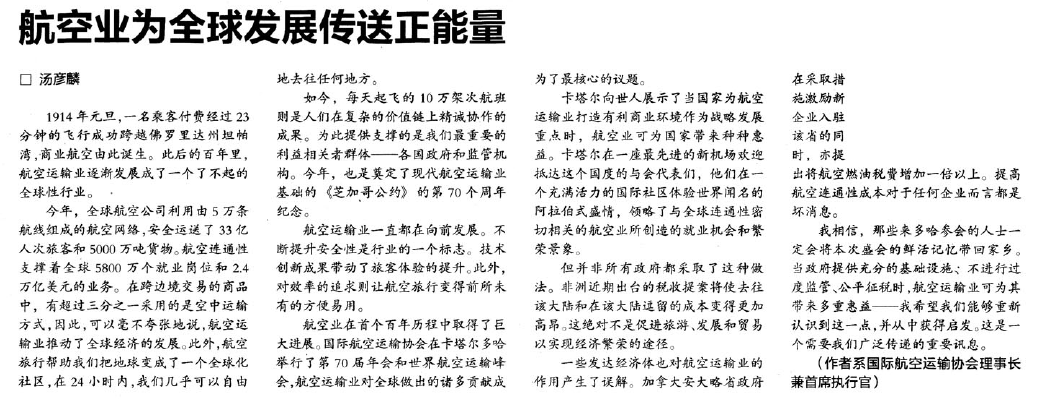 航空业为全球发展传送正能量
□ 汤彦麟
1914 年元旦，一名乘客付费经过 23
分钟的飞行成功跨越佛罗里达州坦帕
湾，商业航空由此诞生。此后的百年里，
航空运输业逐渐发展成了一个了不起的
全球性行业。
今年，全球航空公司利用由 5 万条
航线组成的航空网络，安全运送了 33 亿
人次旅客和 5000 万吨货物。航空连通性
支撑着全球 5800 万个就业岗位和 2.4
万亿美元的业务。在跨边境交易的商品
中，有超过三分之一采用的是空中运输
方式，因此，可以毫不夸张地说，航空运
输业推动了全球经济的发展。此外，航空
旅行帮助我们把地球变成了一个全球化
社区，在 24 小时内，我们几乎可以自由
地去往任何地方。
如今，每天起飞的 10 万架次航班
则是人们在复杂的价值链上精诚协作的
成果。为此提供支撑的是我们最重要的
利益相关者群体——各国政府和监管机
构。今年，也是奠定了现代航空运输业
基础的《芝加哥公约》的第 70 个周年
纪念。
航空运输业一直都在向前发展。不
断提升安全性是行业的一个标志。技术
创新成果带动了旅客体验的提升。此外，
对效率的追求则让航空旅行变得前所未
有的方便易用。
航空业在首个百年历程中取得了巨
大进展。国际航空运输协会在卡塔尔多哈
举行了第 70 届年会和世界航空运输峰
会，航空运输业对全球做出的诸多贡献成
为了最核心的议题。
卡塔尔向世人展示了当国家为航空
运输业打造有利商业环境作为战略发展
重点时，航空业可为国家带来种种惠
益。卡塔尔在一座最先进的新机场欢迎
抵达这个国度的与会代表们，他们在一
个充满活力的国际社区体验世界闻名的
阿拉伯式盛情，领略了与全球连通性密
切相关的航空业所创造的就业机会和繁
荣景象。
但并非所有政府都采取了这种做
法。非洲近期出台的税收提案将使去往
该大陆和在该大陆逗留的成本变得更加
高昂。这绝对不是促进旅游、发展和贸易
以实现经济繁荣的途径。
一些发达经济体也对航空运输业的
作用产生了误解。加拿大安大略省政府
在采取措
施激励新
企业入驻
该省的同
时，亦提
出将航空燃油税费增加一倍以上。提高
航空连通性成本对于任何企业而言都是
坏消息。
我相信，那些来多哈参会的人士一
定会将本次盛会的鲜活记忆带回家乡。
当政府提供充分的基础设施、不进行过
度监管、公平征税时，航空运输业可为其
带来多重惠益——我希望我们能够重新
认识到这一点，并从中获得启发。这是一
个需要我们广泛传递的重要讯息。
（作者系国际航空运输协会理事长
兼首席执行官）